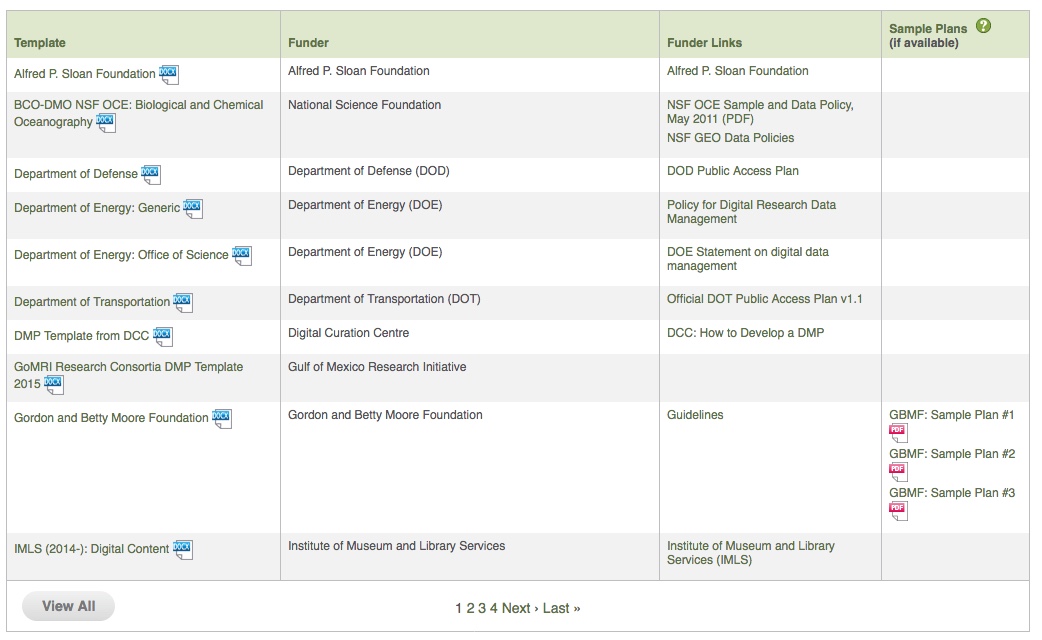 Template Funder Funder Links Sample Plans ?
(if available)
Alfred P. Sloan Foundation DOCX Alfred P. Sloan Foundation Alfred P. Sloan Foundation
BCO-DMO NSF OCE: Biological and Chemical National Science Foundation NSF OCE Sample and Data Policy,
Oceanography DOCX May 2011 (PDF)
NSF GEO Data Policies
Department of Defense DOCX Department of Defense (DOD) DOD Public Access Plan
Department of Energy: Generic DOCX Department of Energy (DOE) Policy for Digital Research Data
Management
Department of Energy: Office of Science DOCX Department of Energy (DOE) DOE Statement on digital data
management
Department of Transportation DOCX Department of Transportation (DOT) Official DOT Public Access Plan v1.1
DMP Template from DCC DOCX Digital Curation Centre DCC: How to Develop a DMP
GoMRI Research Consortia DMP Template Gulf of Mexico Research Initiative
2015 DOCX
Gordon and Betty Moore Foundation DOCX Gordon and Betty Moore Foundation Guidelines GBMF: Sample Plan #1
PDF
GBMF: Sample Plan #2
PDF
GBMF: Sample Plan #3
PDF
IMLS (2014-): Digital Content DOCX Institute of Museum and Library Services Institute of Museum and Library
Services (IMLS)
View All 1 2 3 4 Next › Last »